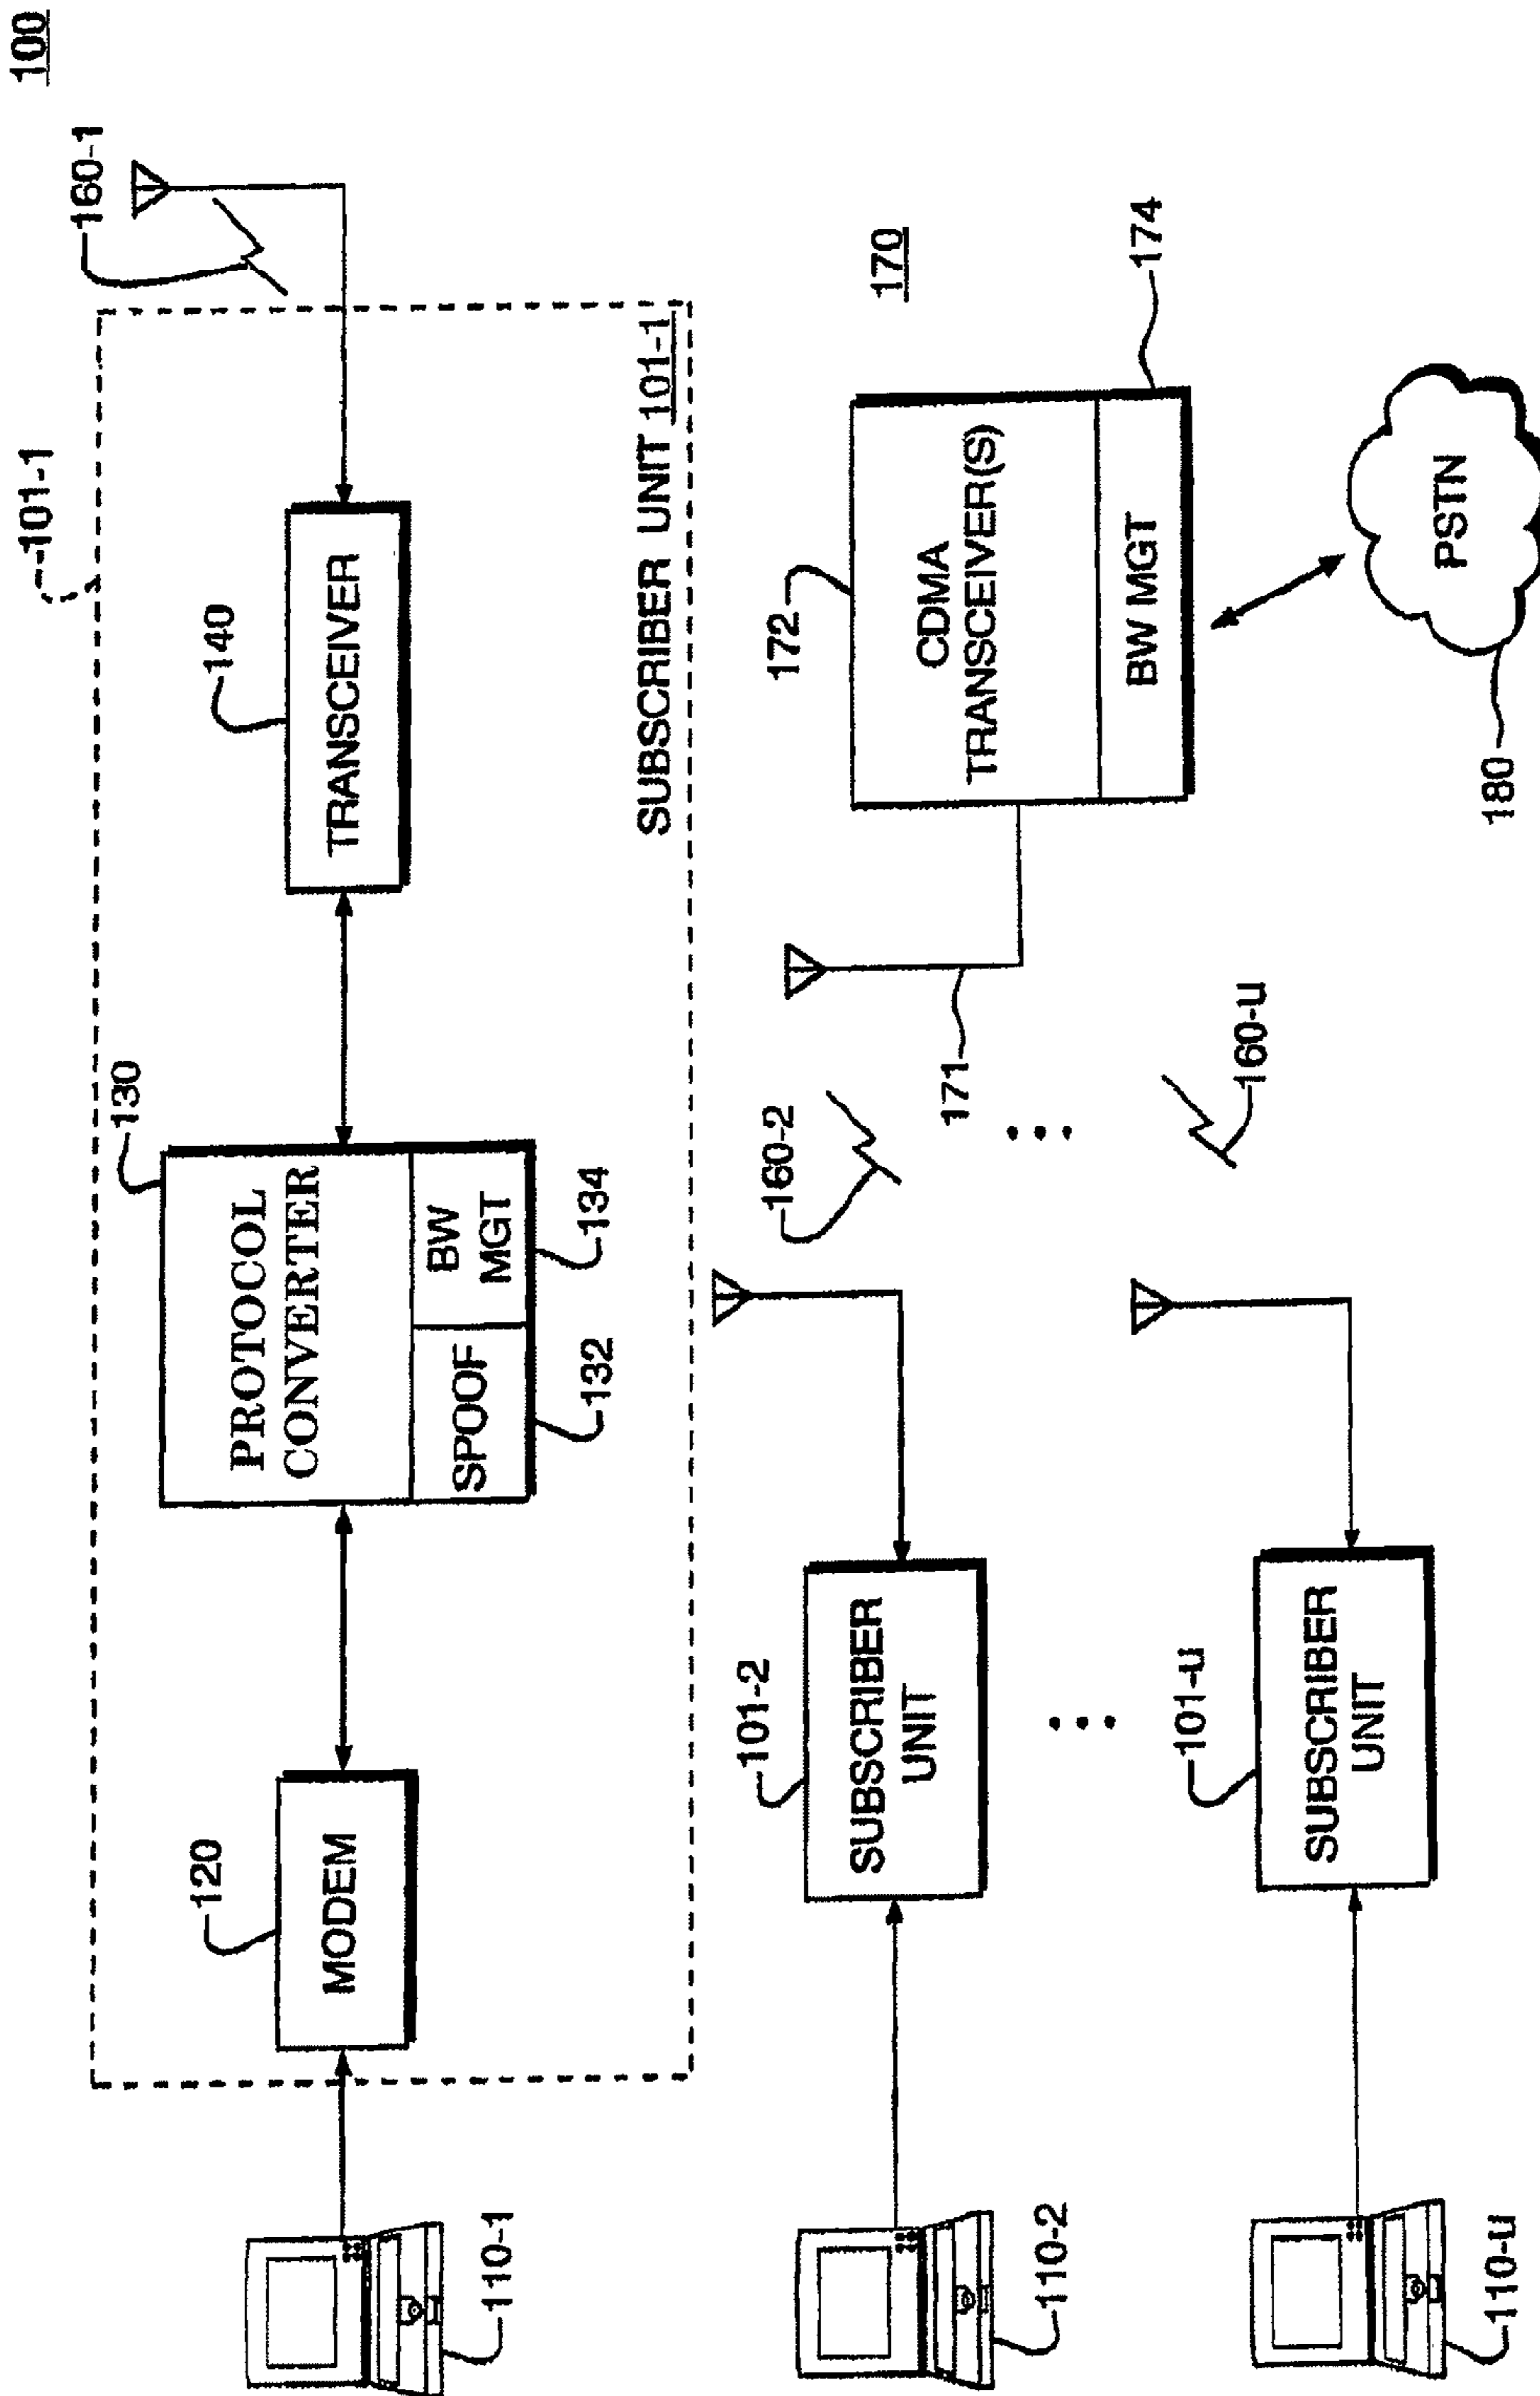 100
101-1
160-1
130
140
120
PROTOCOL
CONVERTER
TRANSCEIVER
MODEM
SPOOF
BW
MGT
132
134
SUBSCRIBER UNIT 101-1
110-1
170
101-2
160-2
172
174
SUBSCRIBER
UNIT
171
CDMA
TRANSCEIVER(S)
BW MGT
110-2
101-u
160-u
SUBSCRIBER
UNIT
PSTN
180
110-u